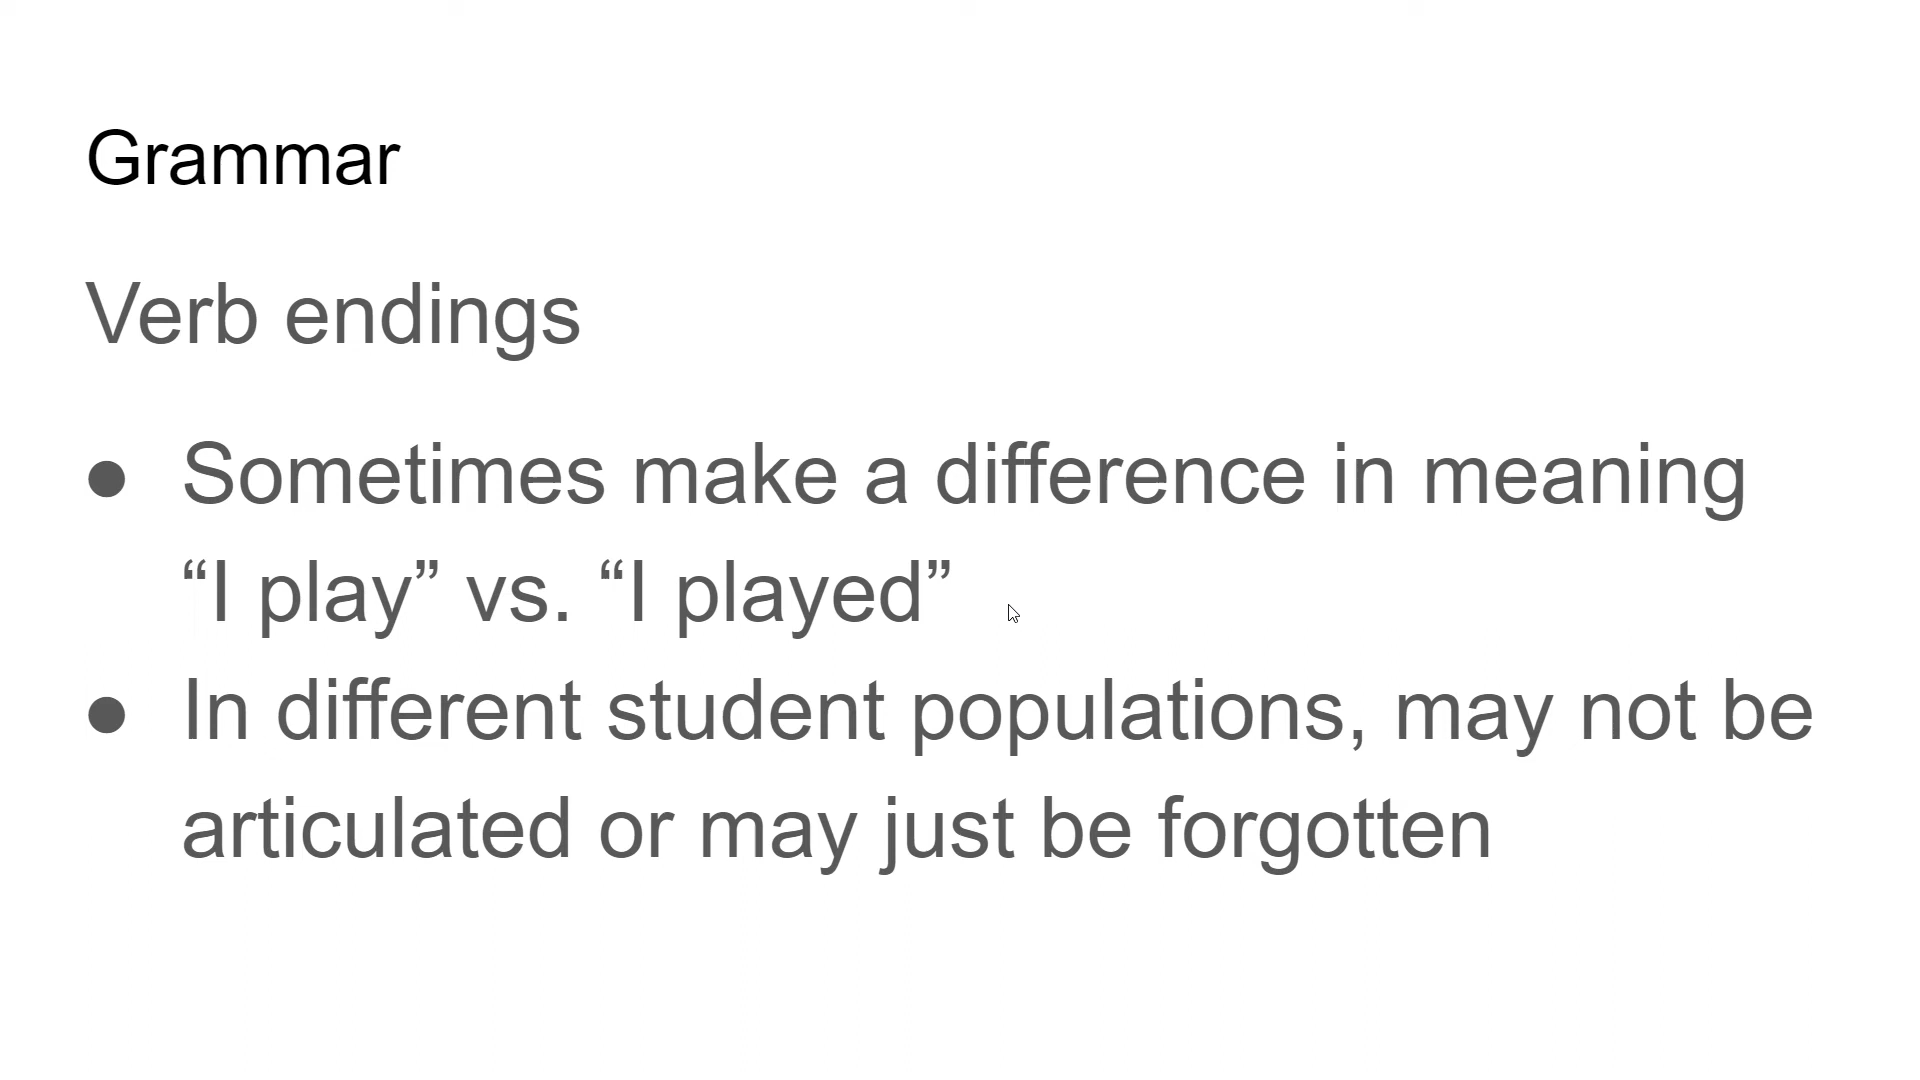 Grammar
Verb endings
● Sometimes make a difference in meaning
“I play” vs. “I played”
● In different student populations, may not be
articulated or may just be forgotten